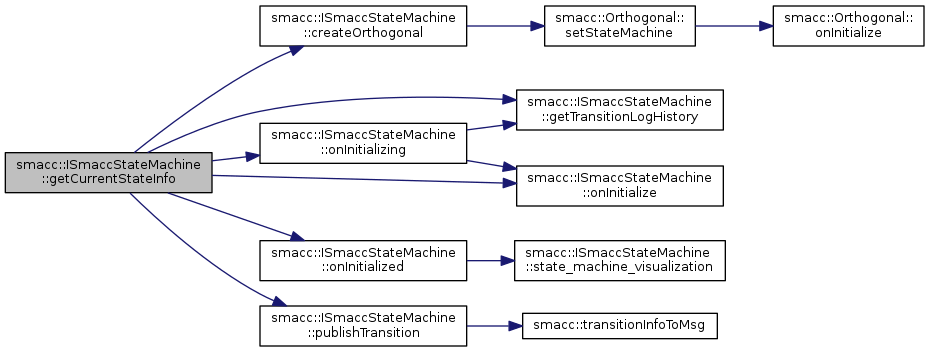 smacc::ISmaccStateMachine
::getCurrentStateInfo
smacc::ISmaccStateMachine
::createOrthogonal
smacc::Orthogonal::
setStateMachine
smacc::Orthogonal::
onInitialize
smacc::ISmaccStateMachine
::getTransitionLogHistory
smacc::ISmaccStateMachine
::onInitializing
smacc::ISmaccStateMachine
::onInitialize
smacc::ISmaccStateMachine
::onInitialized
smacc::ISmaccStateMachine
::state_machine_visualization
smacc::ISmaccStateMachine
::publishTransition
smacc::transitionInfoToMsg